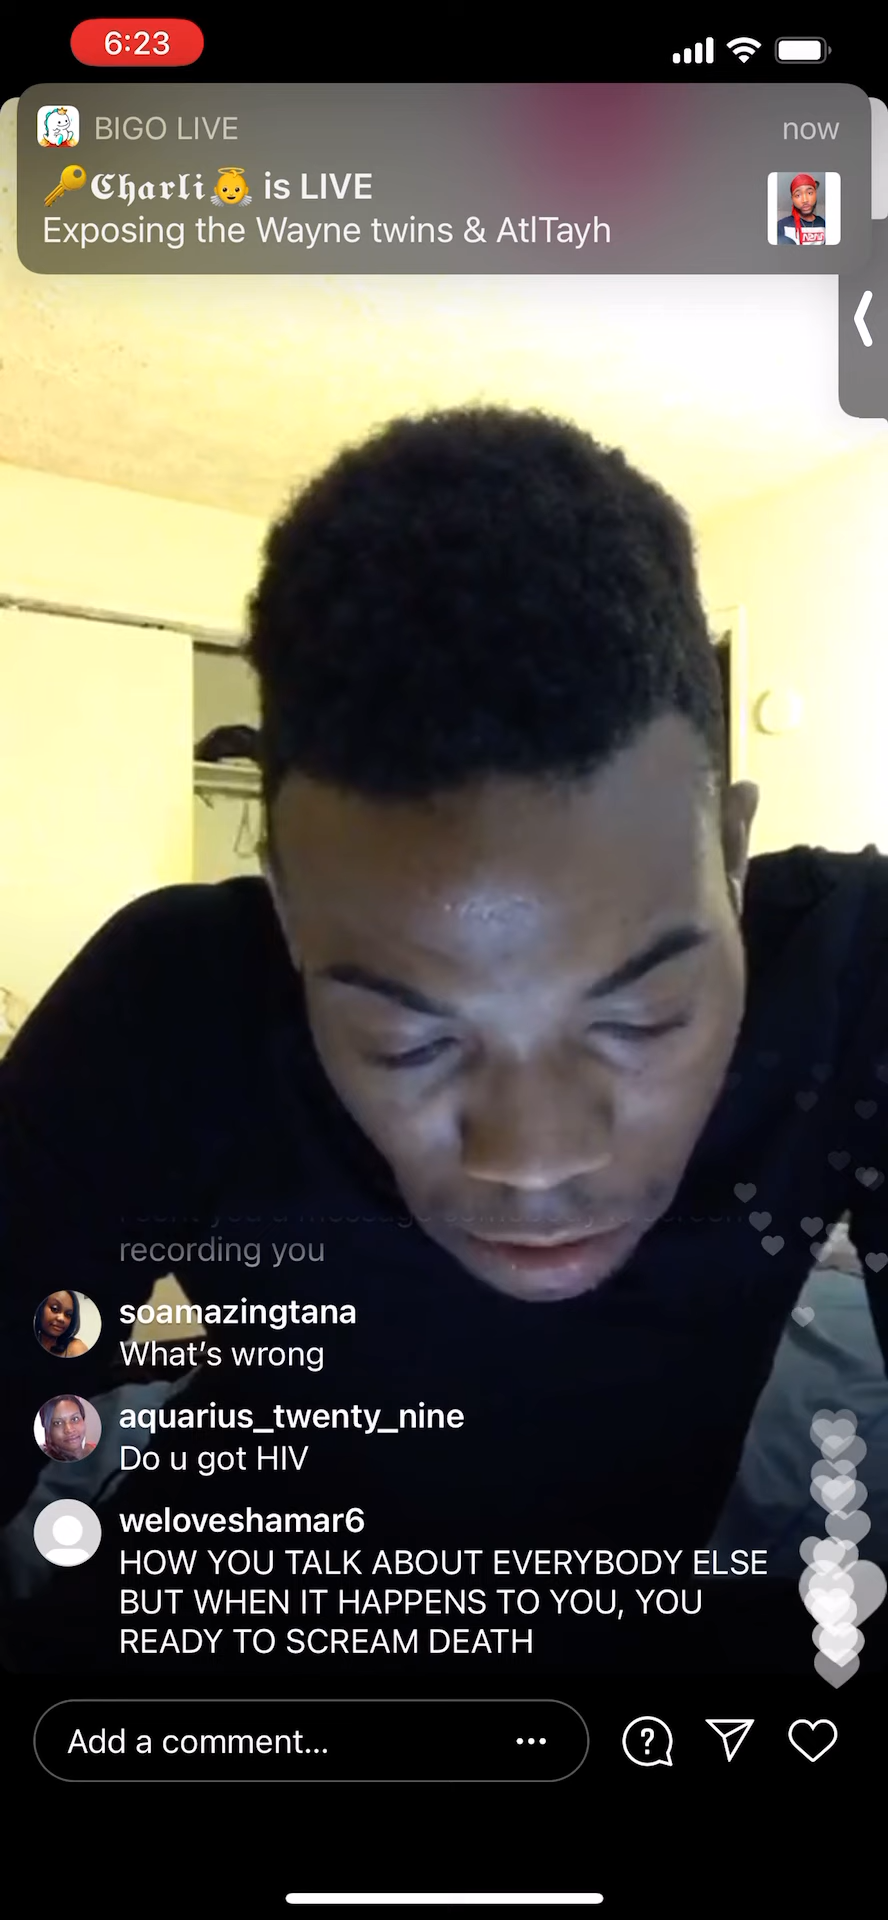 6:23
BIGO LIVE
now
🔑𝕮𝖍𝖆𝖗𝖑𝖎👼 is LIVE
Exposing the Wayne twins & AtlTayh
recording you
soamazingtana
What's wrong
aquarius_twenty_nine
Do u got HIV
weloveshamar6
HOW YOU TALK ABOUT EVERYBODY ELSE
BUT WHEN IT HAPPENS TO YOU, YOU
READY TO SCREAM DEATH
Add a comment...